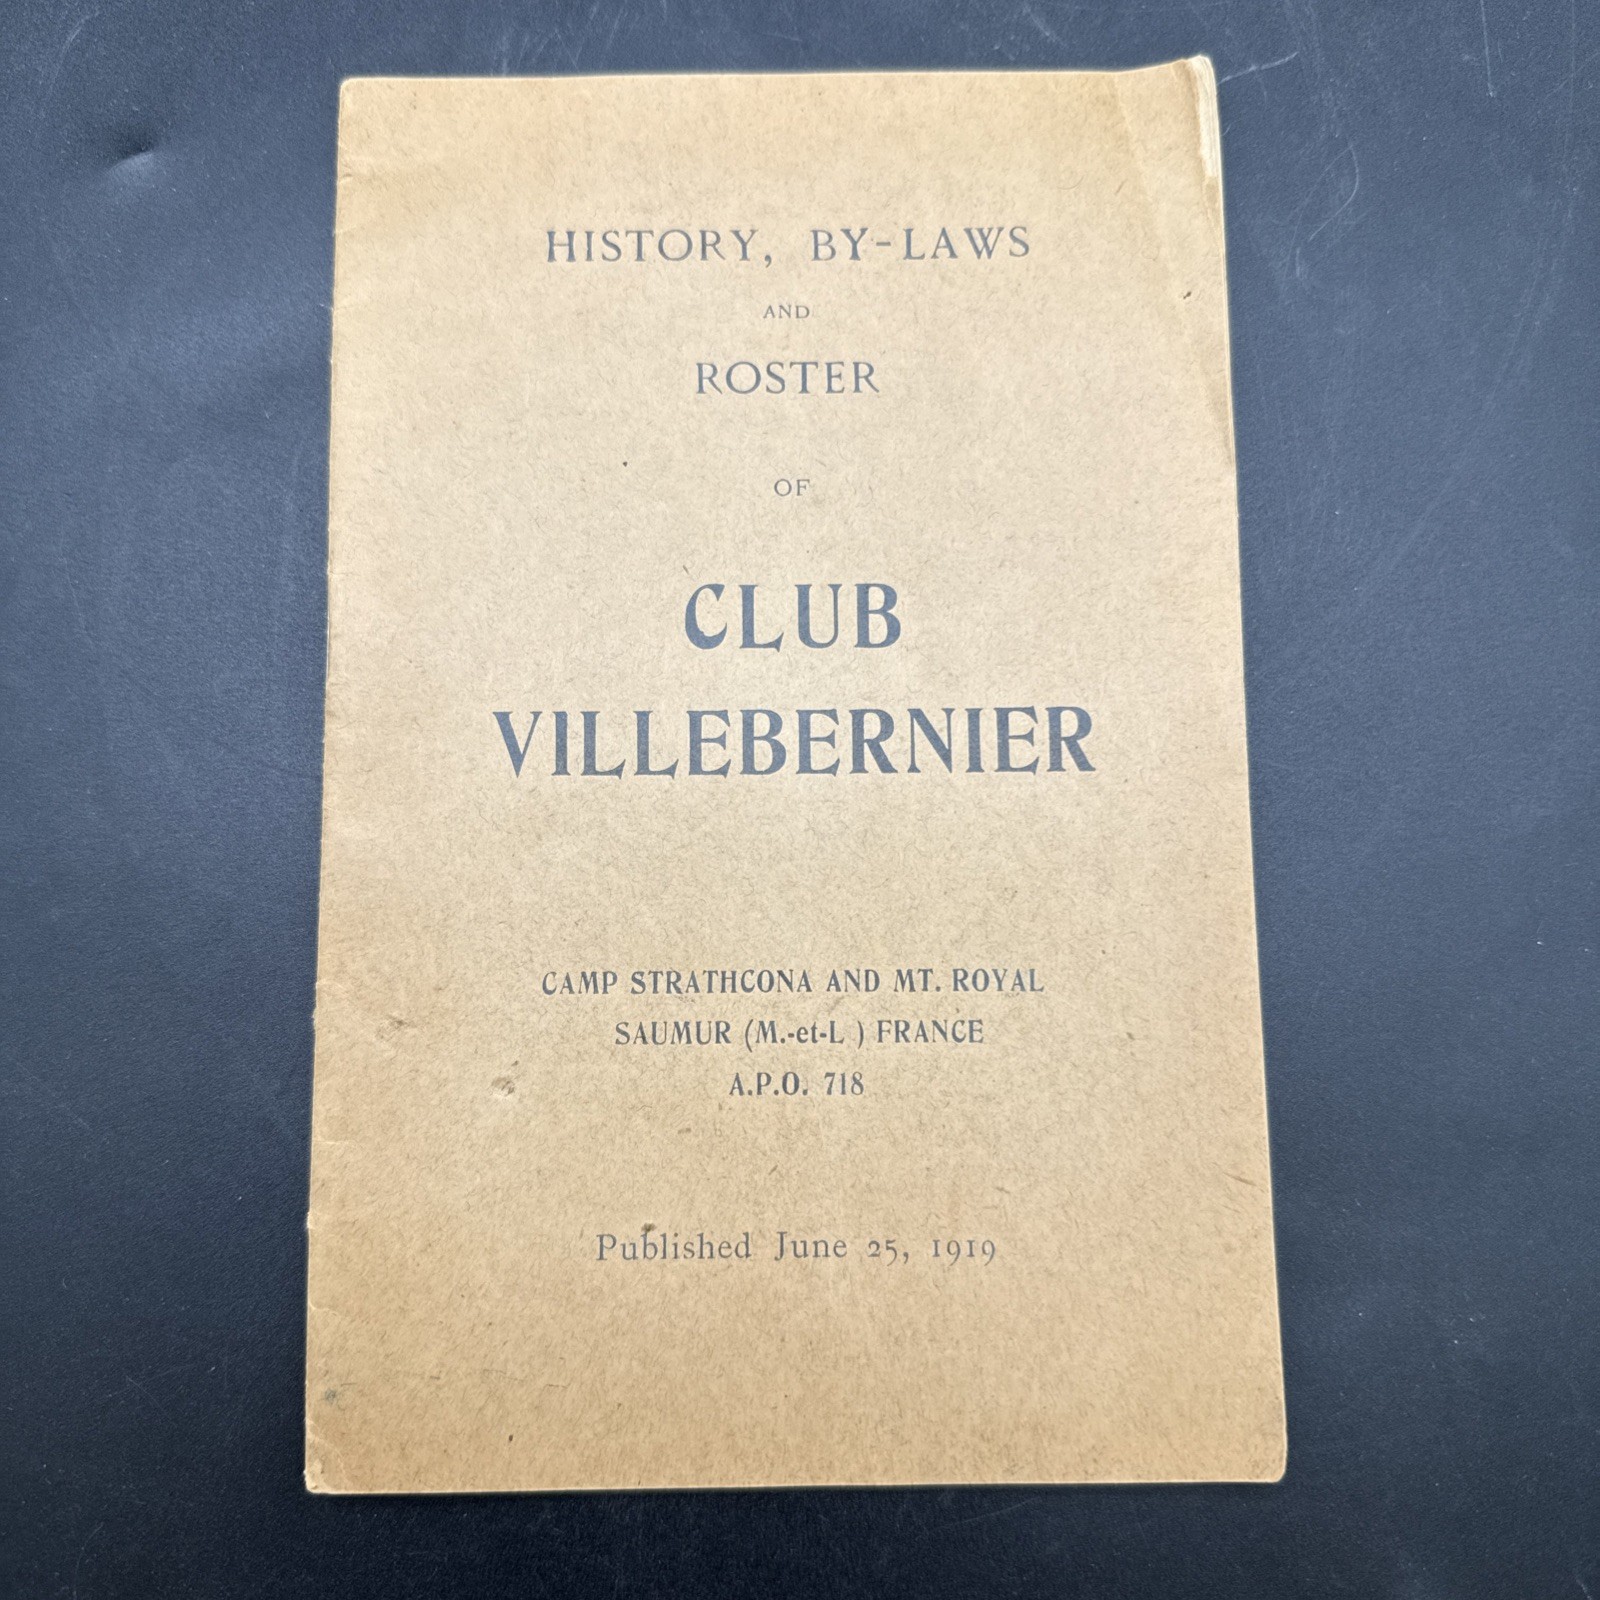 HISTORY, BY-LAWS
AND
ROSTER
OF
CLUB
VILLEBERNIER
CAMP STRATHCONA AND MT. ROYAL
SAUMUR (M.-et-L ) FRANCE
A.P.O. 718
Published June 25, 1919